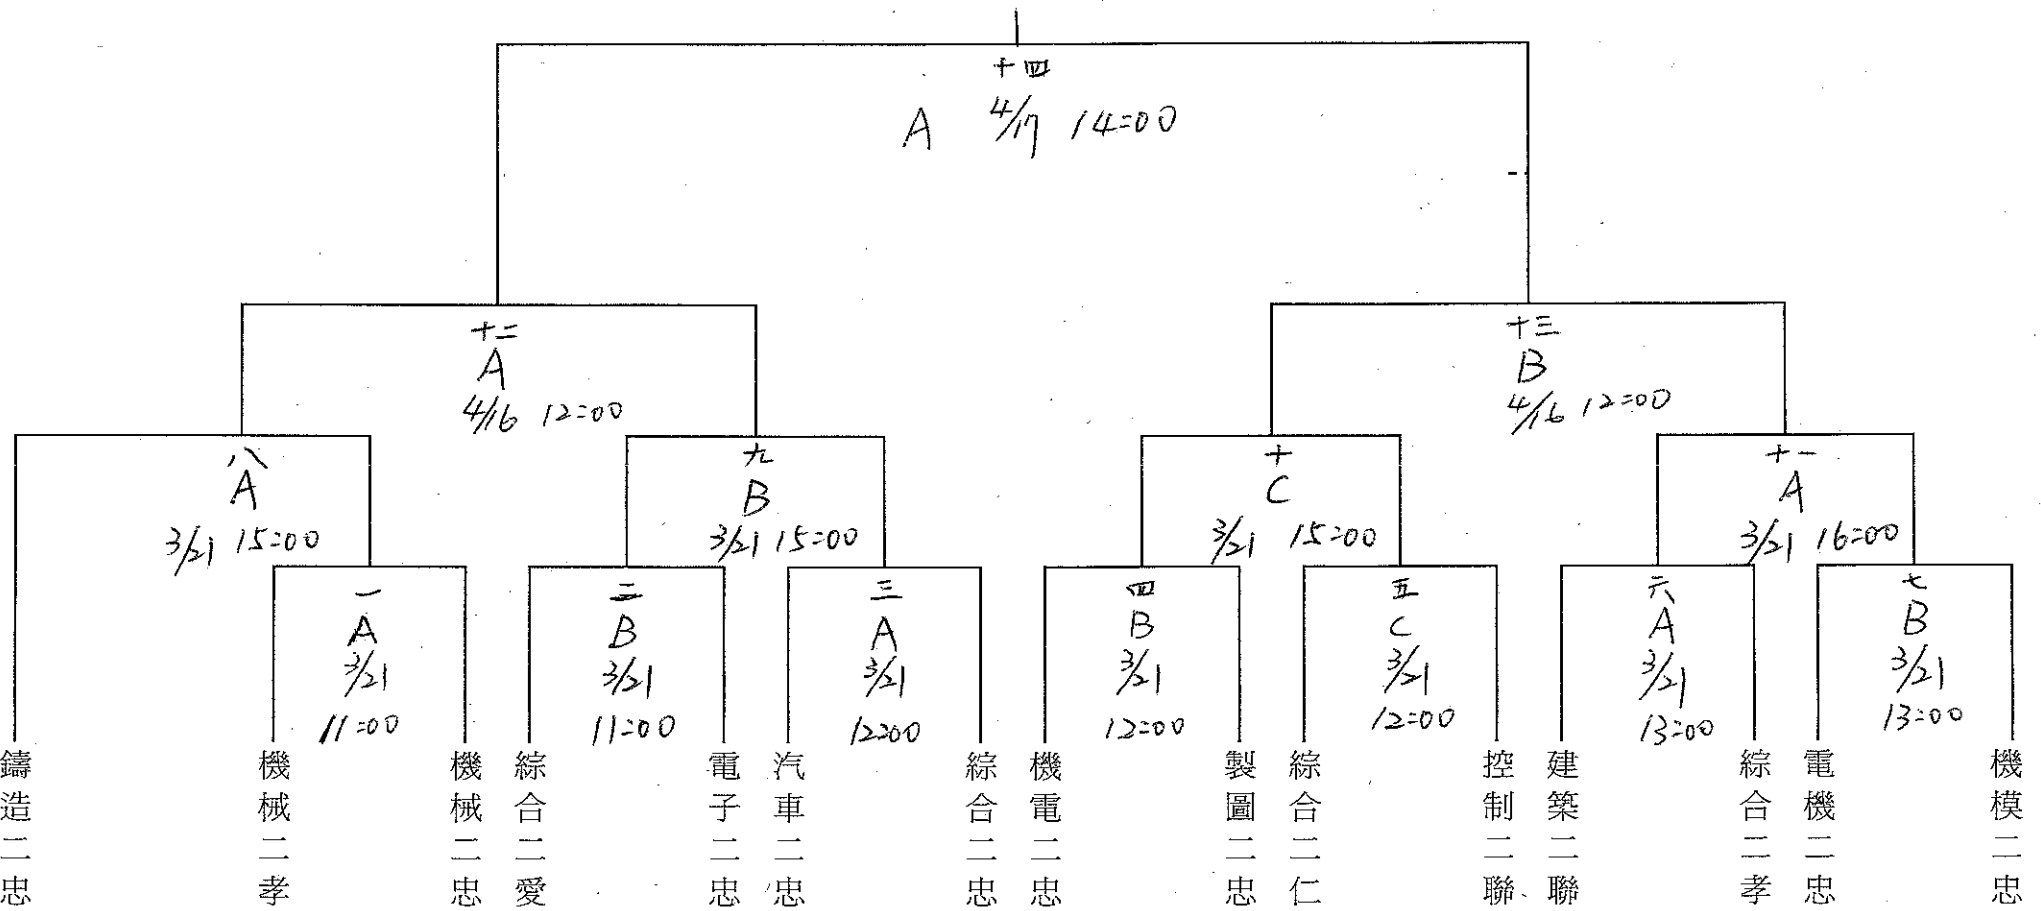 十四
A 4/17 14:00
十二
A
4/16 12:00
十三
B
4/16 12:00
八
A
3/21 15:00
九
B
3/21 15:00
十
C
3/21 15:00
十一
A
3/21 16:00
一
A
3/21
11:00
二
B
3/21
11:00
三
A
3/21
12:00
四
B
3/21
12:00
五
C
3/21
12:00
六
A
3/21
13:00
七
B
3/21
13:00
鑄造二忠
機械二孝
機械二忠
綜合二愛
電子二忠
汽車二忠
綜合二忠
機電二忠
製圖二忠
綜合二仁
控制二聯
建築二聯
綜合二孝
電機二忠
機模二忠